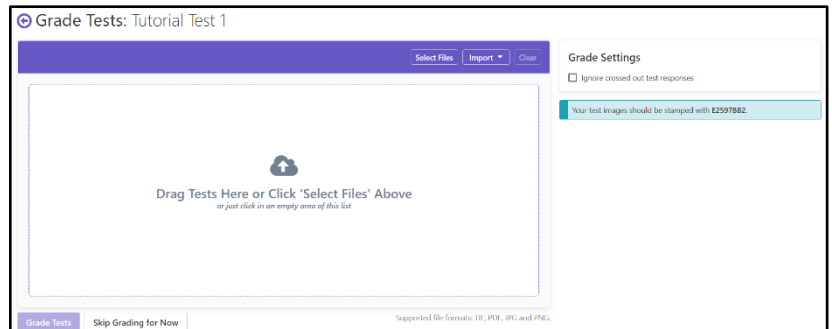 Grade Tests: Tutorial Test 1
Select Files Import Clear
Grade Settings
Ignore crossed out test responses
Your test images should be stamped with E2597BB2.
Drag Tests Here or Click 'Select Files' Above
or just click in an empty area of this list
Grade Tests Skip Grading for Now
Supported file formats: TIF, PDF, JPG and PNG.